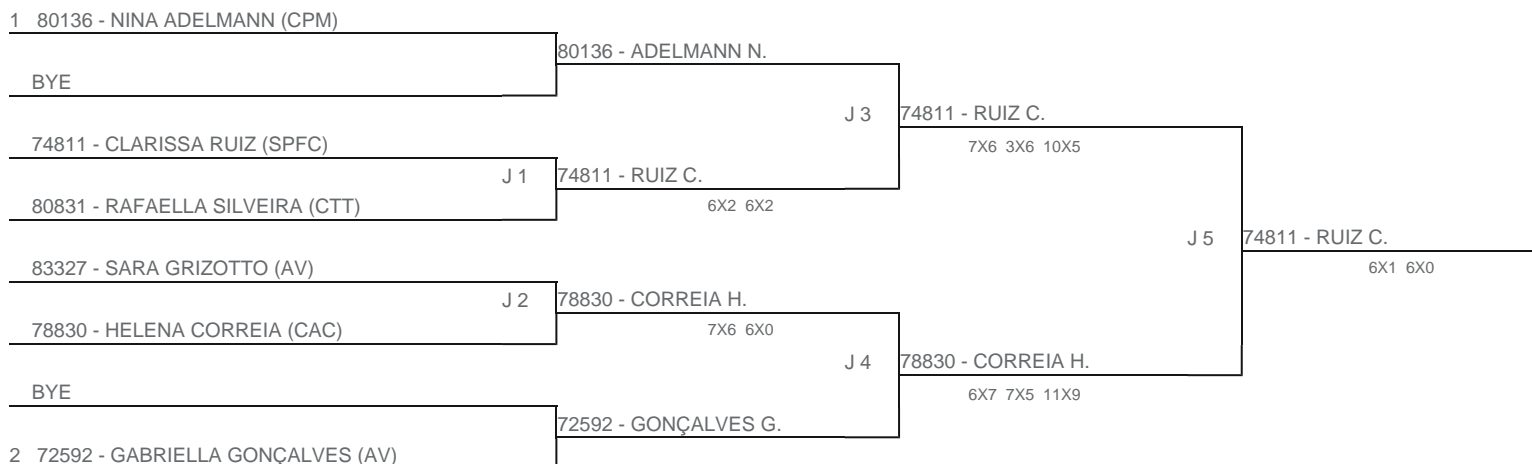 1 80136 - NINA ADELMANN (CPM)
80136 - ADELMANN N.
BYE
J 3
74811 - RUIZ C.
7X6 3X6 10X5
74811 - CLARISSA RUIZ (SPFC)
J 1
74811 - RUIZ C.
6X2 6X2
80831 - RAFAELLA SILVEIRA (CTT)
J 5
74811 - RUIZ C.
6X1 6X0
83327 - SARA GRIZOTTO (AV)
J 2
78830 - CORREIA H.
7X6 6X0
78830 - HELENA CORREIA (CAC)
J 4
78830 - CORREIA H.
6X7 7X5 11X9
BYE
72592 - GONÇALVES G.
2 72592 - GABRIELLA GONÇALVES (AV)